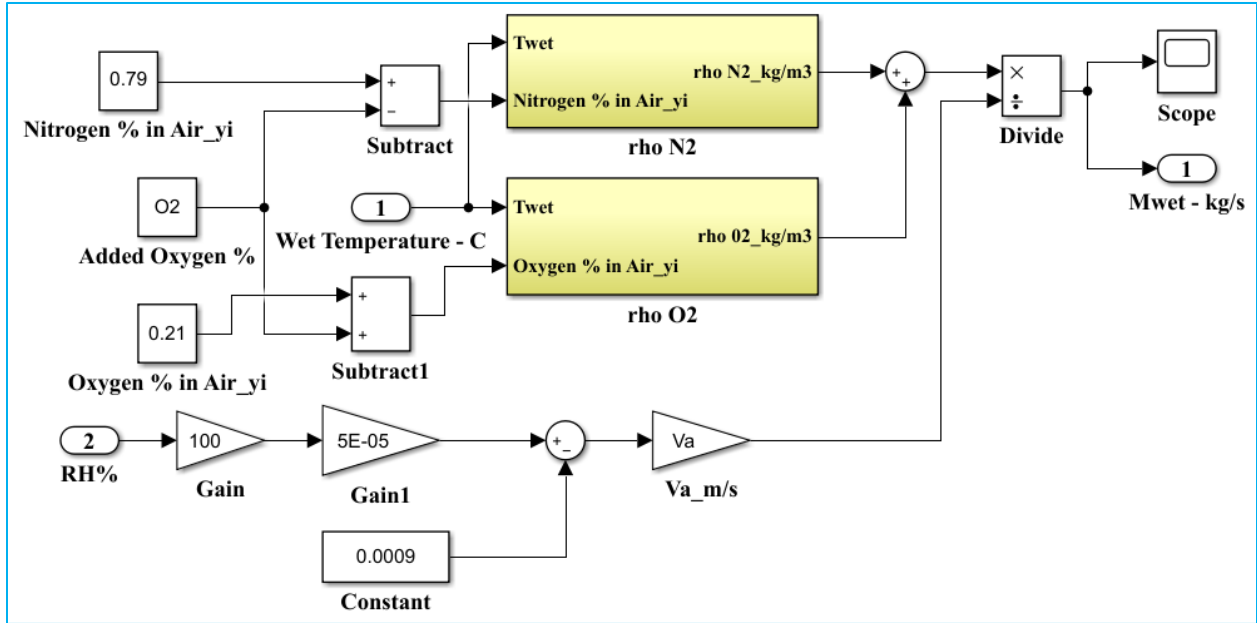 0.79
Nitrogen % in Air_yi
+
−
Subtract
Twet
Nitrogen % in Air_yi
rho N2_kg/m3
rho N2
+
+
×
÷
Divide
Scope
1
Mwet - kg/s
O2
Added Oxygen %
1
Wet Temperature - C
Twet
Oxygen % in Air_yi
rho 02_kg/m3
rho O2
0.21
Oxygen % in Air_yi
+
+
Subtract1
2
RH%
100
Gain
5E-05
Gain1
+
−
Va
Va_m/s
0.0009
Constant